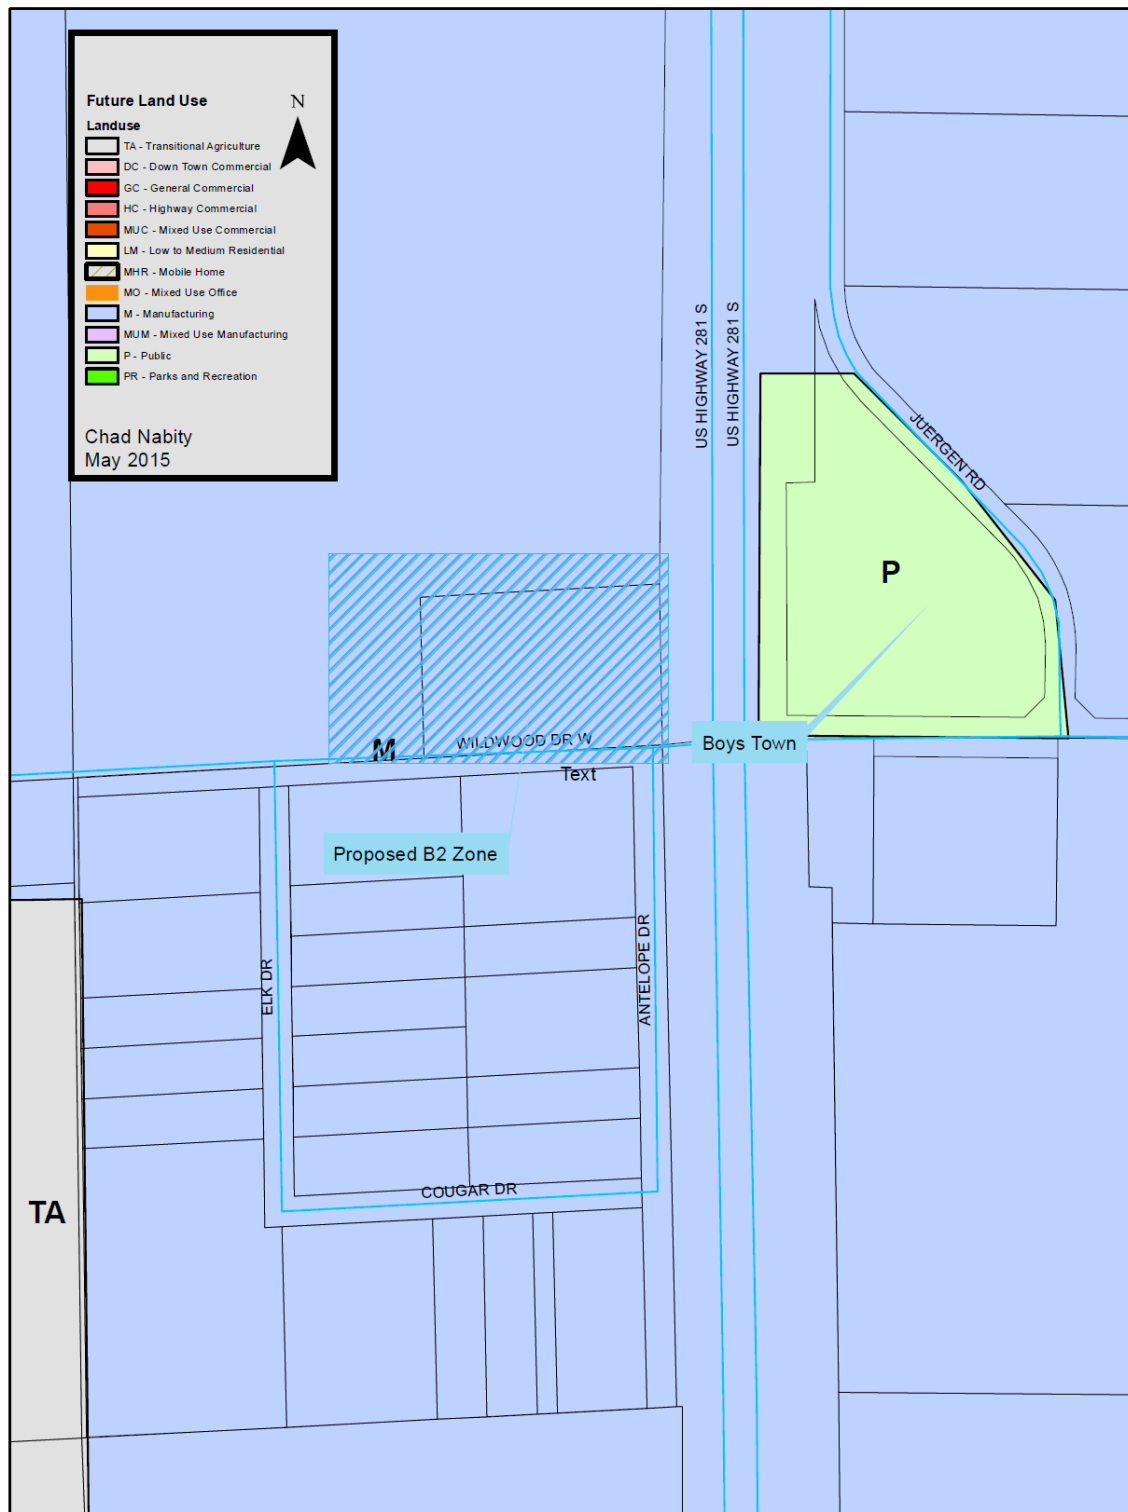 Future Land Use
N
Landuse
TA - Transitional Agriculture
DC - Down Town Commercial
GC - General Commercial
HC - Highway Commercial
MUC - Mixed Use Commercial
LM - Low to Medium Residential
MHR - Mobile Home
MO - Mixed Use Office
M - Manufacturing
MUM - Mixed Use Manufacturing
P - Public
PR - Parks and Recreation
Chad Nabity
May 2015
US HIGHWAY 281 S
US HIGHWAY 281 S
JUERGEN RD
P
M
WILDWOOD DR W
Boys Town
Text
Proposed B2 Zone
ELK DR
ANTELOPE DR
COUGAR DR
TA